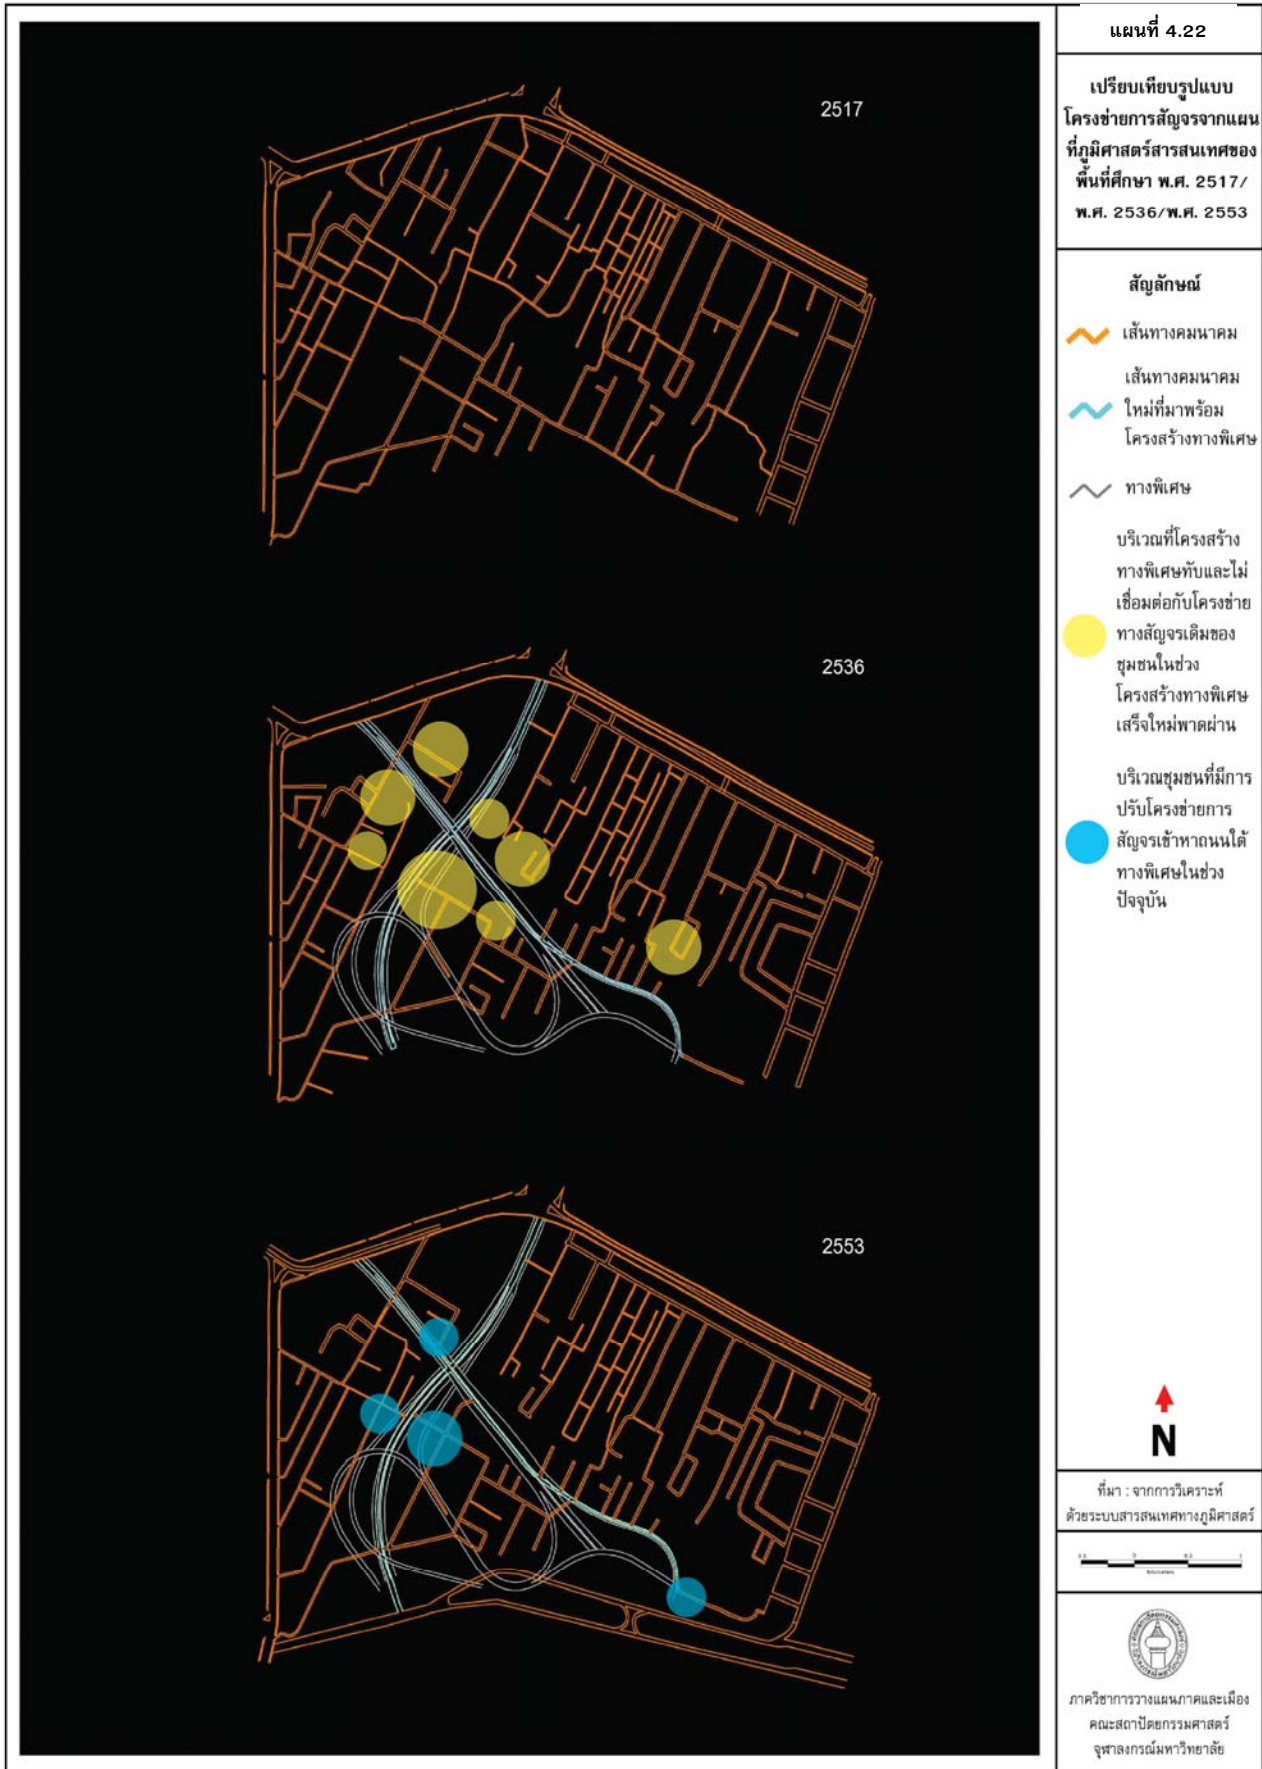 แผนที่ 4.22
เปรียบเทียบรูปแบบ
โครงข่ายการสัญจรจากแผน
ที่ภูมิศาสตร์สารสนเทศของ
พื้นที่ศึกษา พ.ศ. 2517/
พ.ศ. 2536/พ.ศ. 2553
สัญลักษณ์
เส้นทางคมนาคม
เส้นทางคมนาคม
ใหม่ที่มาพร้อม
โครงสร้างทางพิเศษ
ทางพิเศษ
บริเวณที่โครงสร้าง
ทางพิเศษทับและไม่
เชื่อมต่อกับโครงข่าย
ทางสัญจรเดิมของ
ชุมชนในช่วง
โครงสร้างทางพิเศษ
เสร็จใหม่พาดผ่าน
บริเวณชุมชนที่มีการ
ปรับโครงข่ายการ
สัญจรเข้าหาถนนใต้
ทางพิเศษในช่วง
ปัจจุบัน
2517
2536
2553
N
ที่มา : จากการวิเคราะห์
ด้วยระบบสารสนเทศทางภูมิศาสตร์
0.5 0 0.5 1
Kilometers
ภาควิชาการวางแผนภาคและเมือง
คณะสถาปัตยกรรมศาสตร์
จุฬาลงกรณ์มหาวิทยาลัย